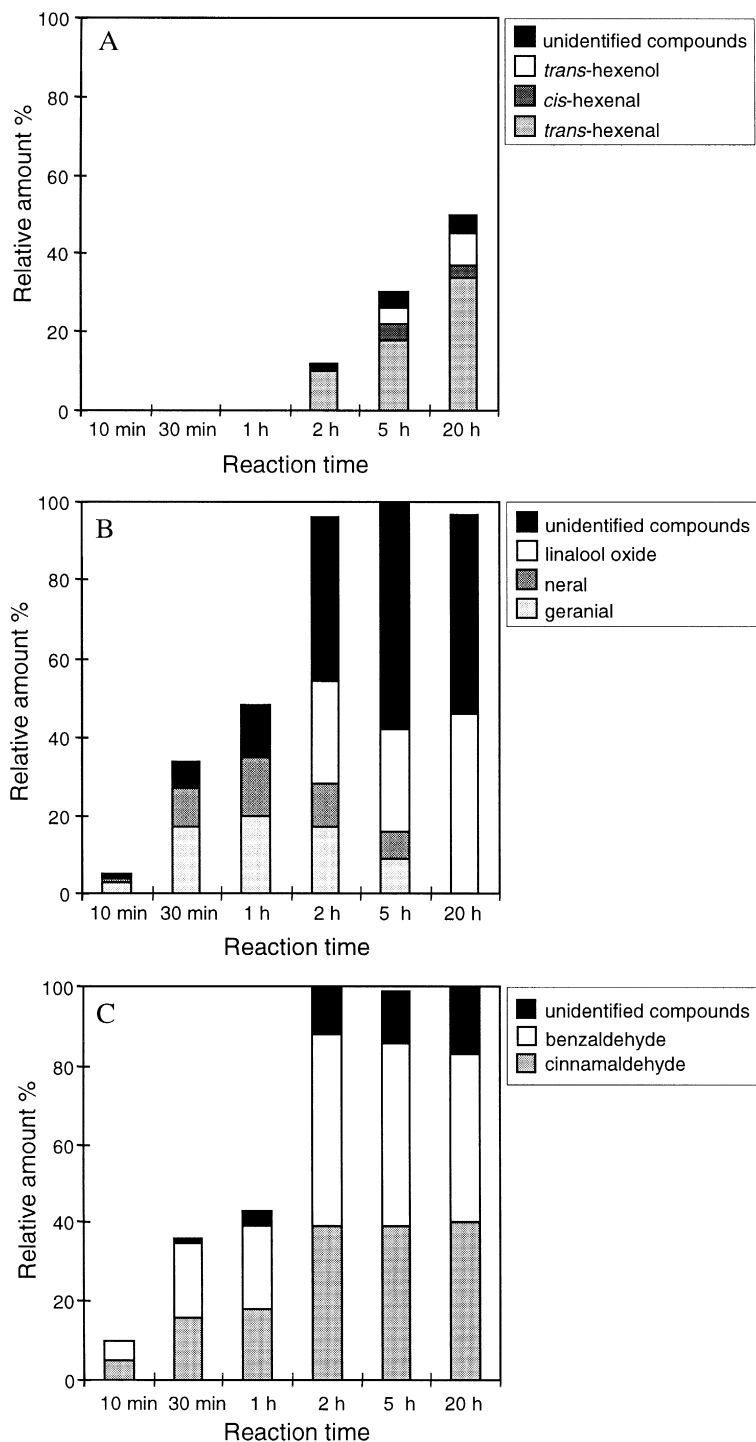 A
Relative amount %
100
80
60
40
20
0
10 min 30 min 1 h 2 h 5 h 20 h
Reaction time
unidentified compounds
trans-hexenol
cis-hexenal
trans-hexenal
B
Relative amount %
100
80
60
40
20
0
10 min 30 min 1 h 2 h 5 h 20 h
Reaction time
unidentified compounds
linalool oxide
neral
geranial
C
Relative amount %
100
80
60
40
20
0
10 min 30 min 1 h 2 h 5 h 20 h
Reaction time
unidentified compounds
benzaldehyde
cinnamaldehyde